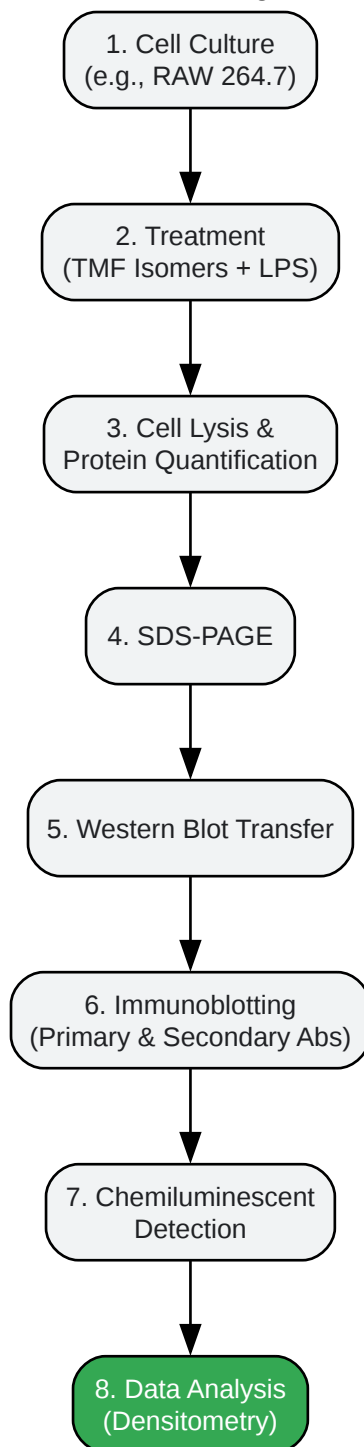 1. Cell Culture
(e.g., RAW 264.7)
2. Treatment
(TMF Isomers + LPS)
3. Cell Lysis &
Protein Quantification
4. SDS-PAGE
5. Western Blot Transfer
6. Immunoblotting
(Primary & Secondary Abs)
7. Chemiluminescent
Detection
8. Data Analysis
(Densitometry)